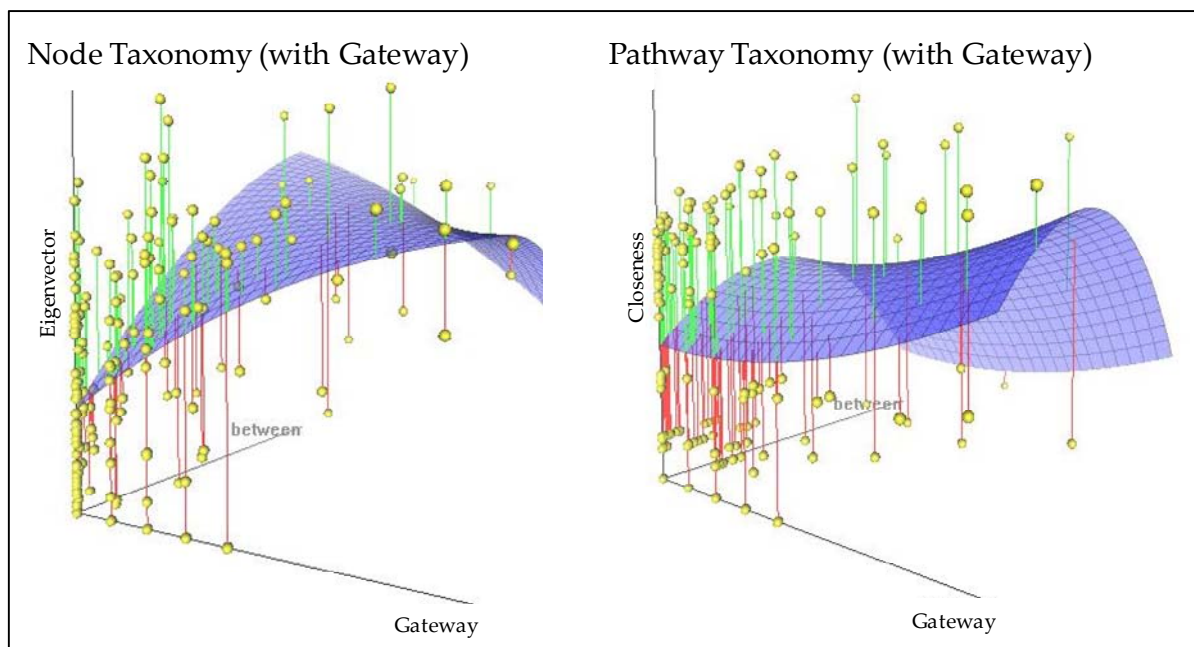 Node Taxonomy (with Gateway)
Eigenvector
between
Gateway
Pathway Taxonomy (with Gateway)
Closeness
between
Gateway